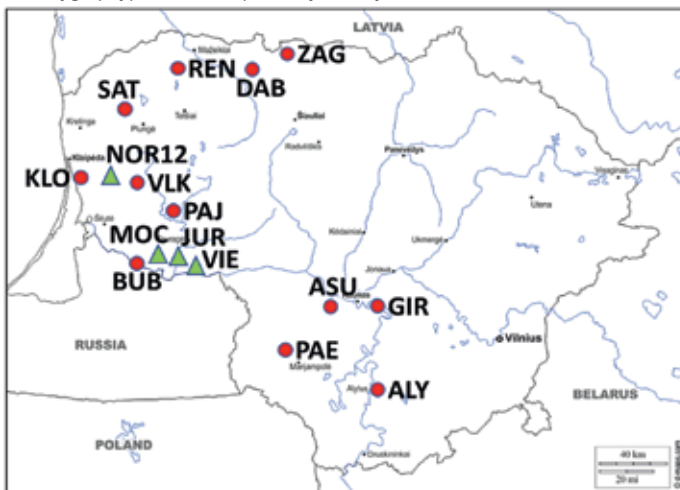 LATVIA
ZAG
Mažeikiai
REN
DAB
SAT
Kretinga
Plungė
Telšiai
Šiauliai
Radviliškis
Klaipėda
NOR12
Panevėžys
KLO
VLK
Visaginas
PAJ
Utena
Šilutė
MOC
JUR
Kėdainiai
Ukmergė
VIE
BUB
Jonava
ASU
GIR
RUSSIA
PAE
Vilnius
Marijampolė
Alytus
ALY
BELARUS
POLAND
Druskininkai
40 km
20 mi